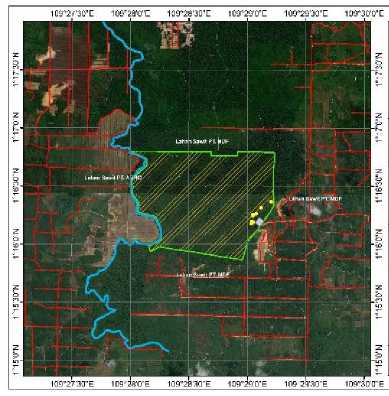 109°27'30"E 109°28'0"E 109°28'30"E 109°29'0"E 109°29'30"E 109°30'0"E
1°17'30"N 1°17'30"N
1°17'0"N 1°17'0"N
Lahan Sawit PT. MDF
Lahan Sawit PT.
1°16'30"N 1°16'30"N
Lahan Sawit PT. MDF
1°16'0"N 1°16'0"N
Lahan Sawit PT. MDF
1°15'30"N 1°15'30"N
1°15'0"N 1°15'0"N
109°27'30"E 109°28'0"E 109°28'30"E 109°29'0"E 109°29'30"E 109°30'0"E